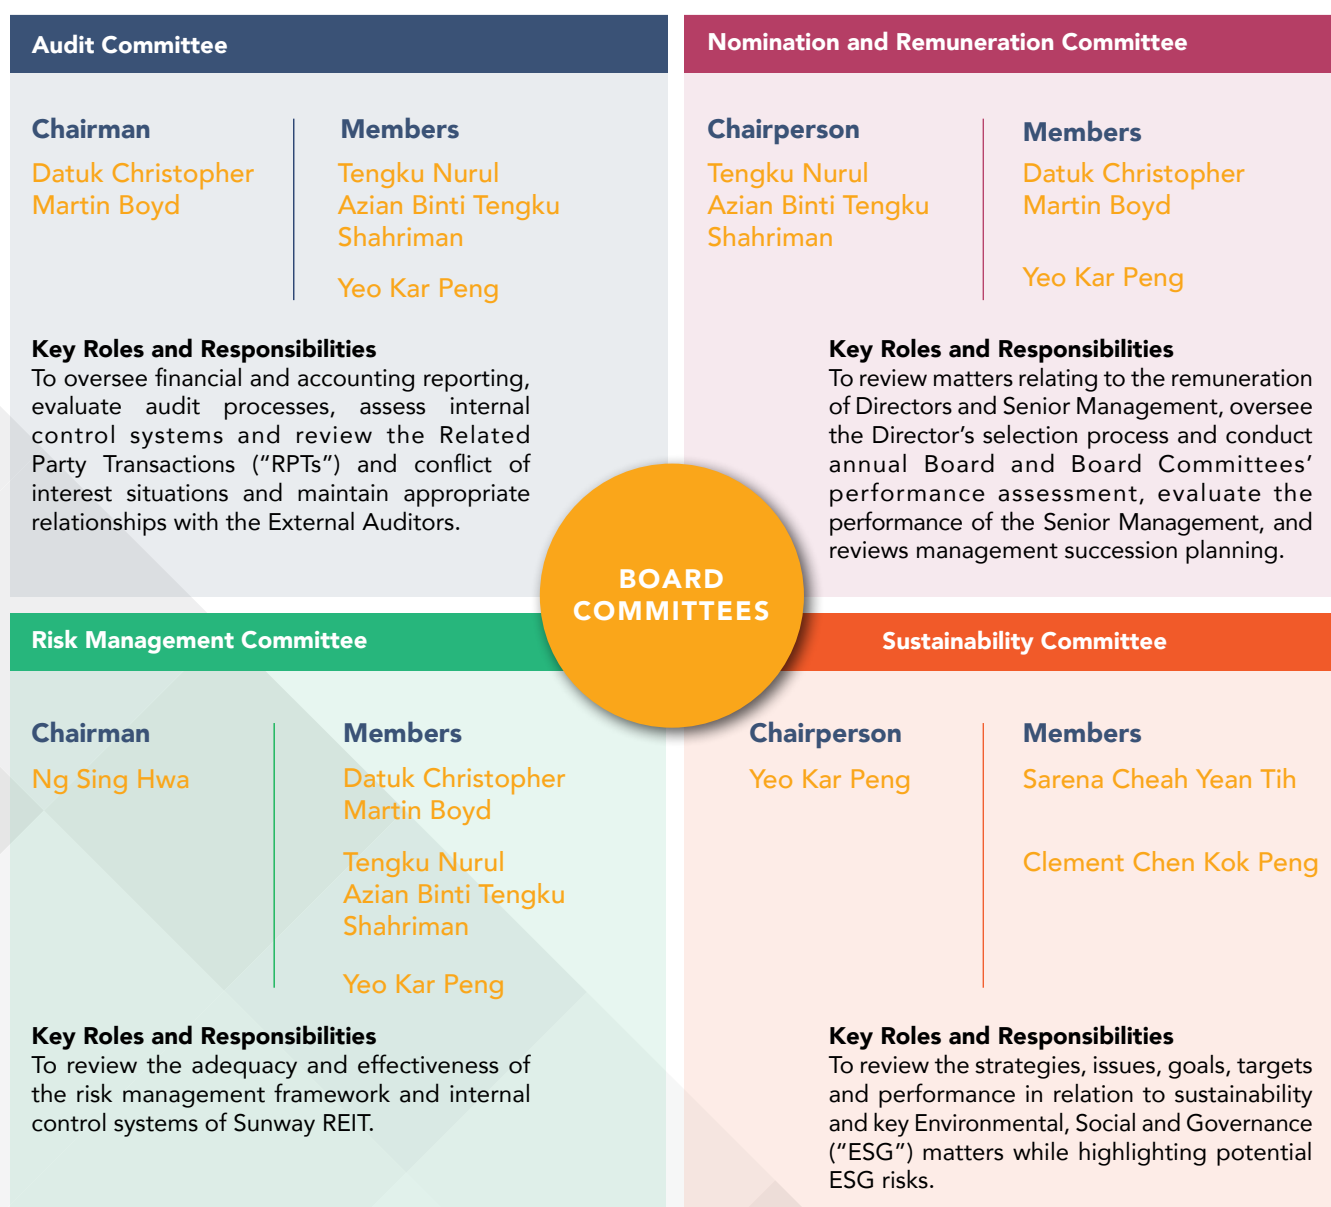 Audit Committee
Chairman
Datuk Christopher
Martin Boyd
Members
Tengku Nurul
Azian Binti Tengku
Shahriman
Yeo Kar Peng
Key Roles and Responsibilities
To oversee financial and accounting reporting,
evaluate audit processes, assess internal
control systems and review the Related
Party Transactions (“RPTs”) and conflict of
interest situations and maintain appropriate
relationships with the External Auditors.
Nomination and Remuneration Committee
Chairperson
Tengku Nurul
Azian Binti Tengku
Shahriman
Members
Datuk Christopher
Martin Boyd
Yeo Kar Peng
Key Roles and Responsibilities
To review matters relating to the remuneration
of Directors and Senior Management, oversee
the Director’s selection process and conduct
annual Board and Board Committees’
performance assessment, evaluate the
performance of the Senior Management, and
reviews management succession planning.
BOARD
COMMITTEES
Risk Management Committee
Chairman
Ng Sing Hwa
Members
Datuk Christopher
Martin Boyd
Tengku Nurul
Azian Binti Tengku
Shahriman
Yeo Kar Peng
Key Roles and Responsibilities
To review the adequacy and effectiveness of
the risk management framework and internal
control systems of Sunway REIT.
Sustainability Committee
Chairperson
Yeo Kar Peng
Members
Sarena Cheah Yean Tih
Clement Chen Kok Peng
Key Roles and Responsibilities
To review the strategies, issues, goals, targets
and performance in relation to sustainability
and key Environmental, Social and Governance
(“ESG”) matters while highlighting potential
ESG risks.